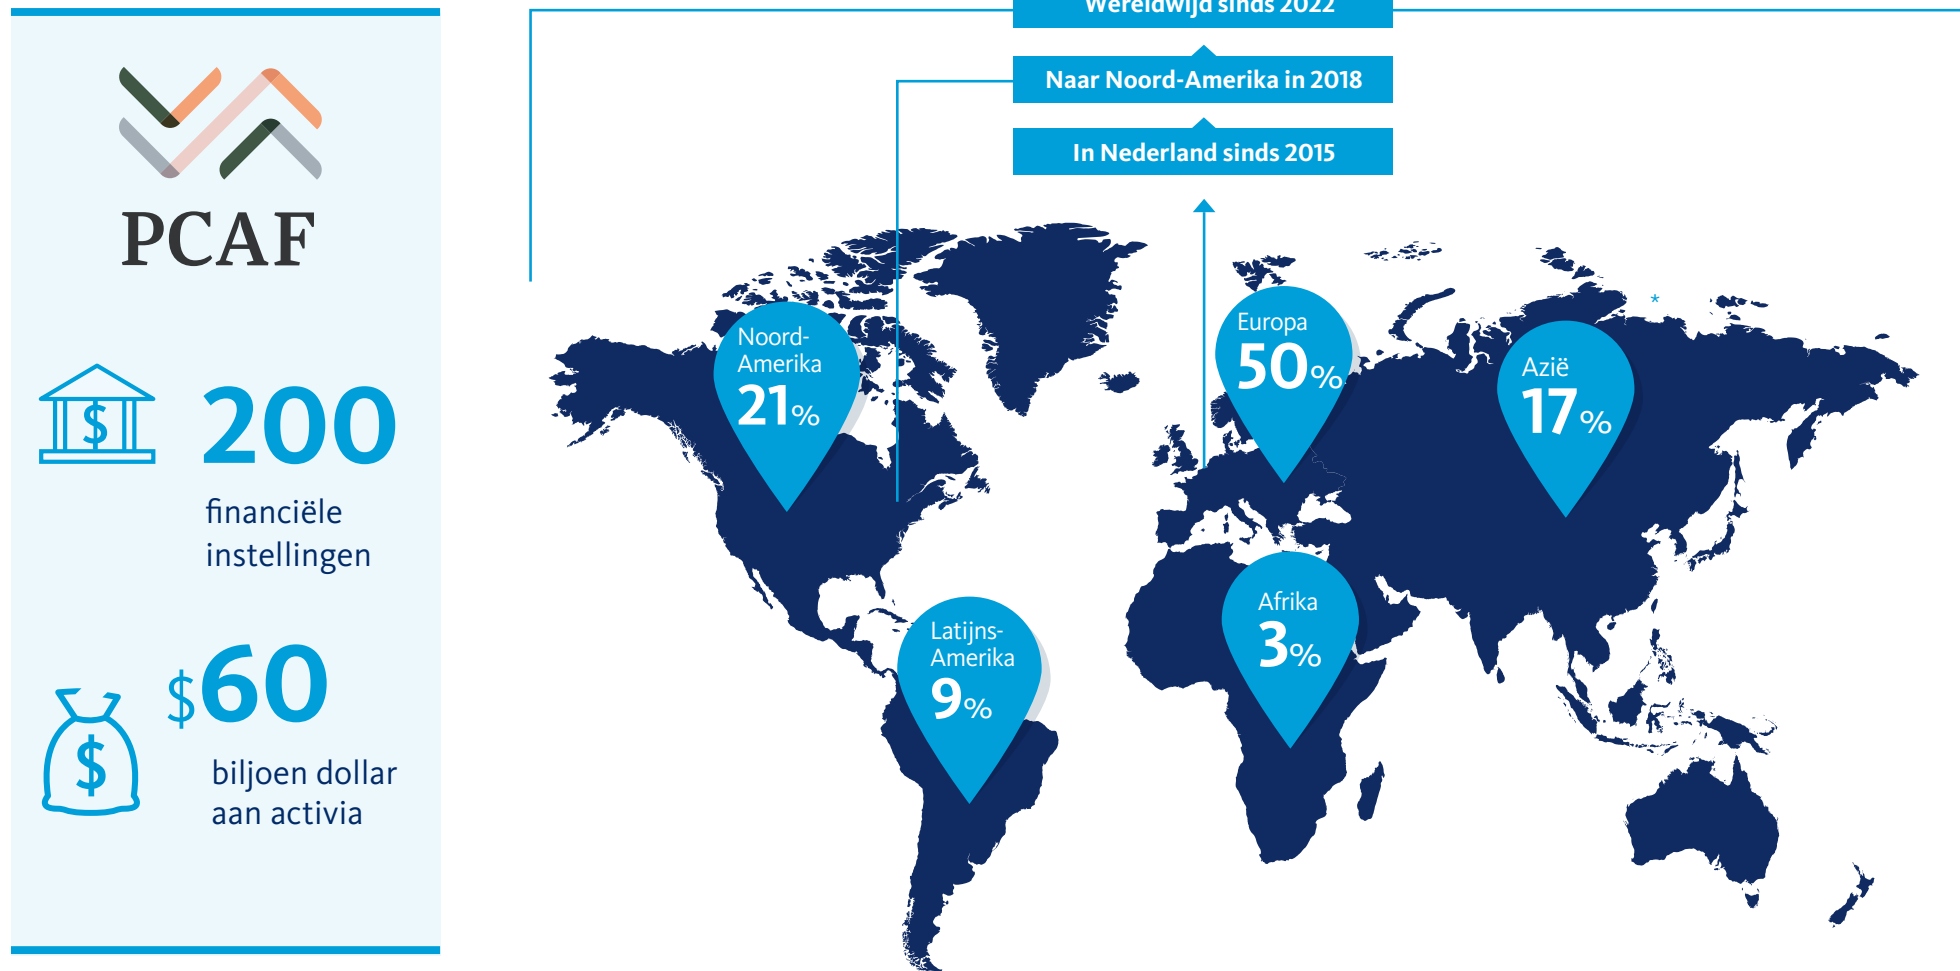 PCAF
$
200
financiële
instellingen
$
$60
biljoen dollar
aan activia
Wereldwijd sinds 2022
Naar Noord-Amerika in 2018
In Nederland sinds 2015
Noord-
Amerika
21%
Europa
50%
*
Azië
17%
Latijns-
Amerika
9%
Afrika
3%